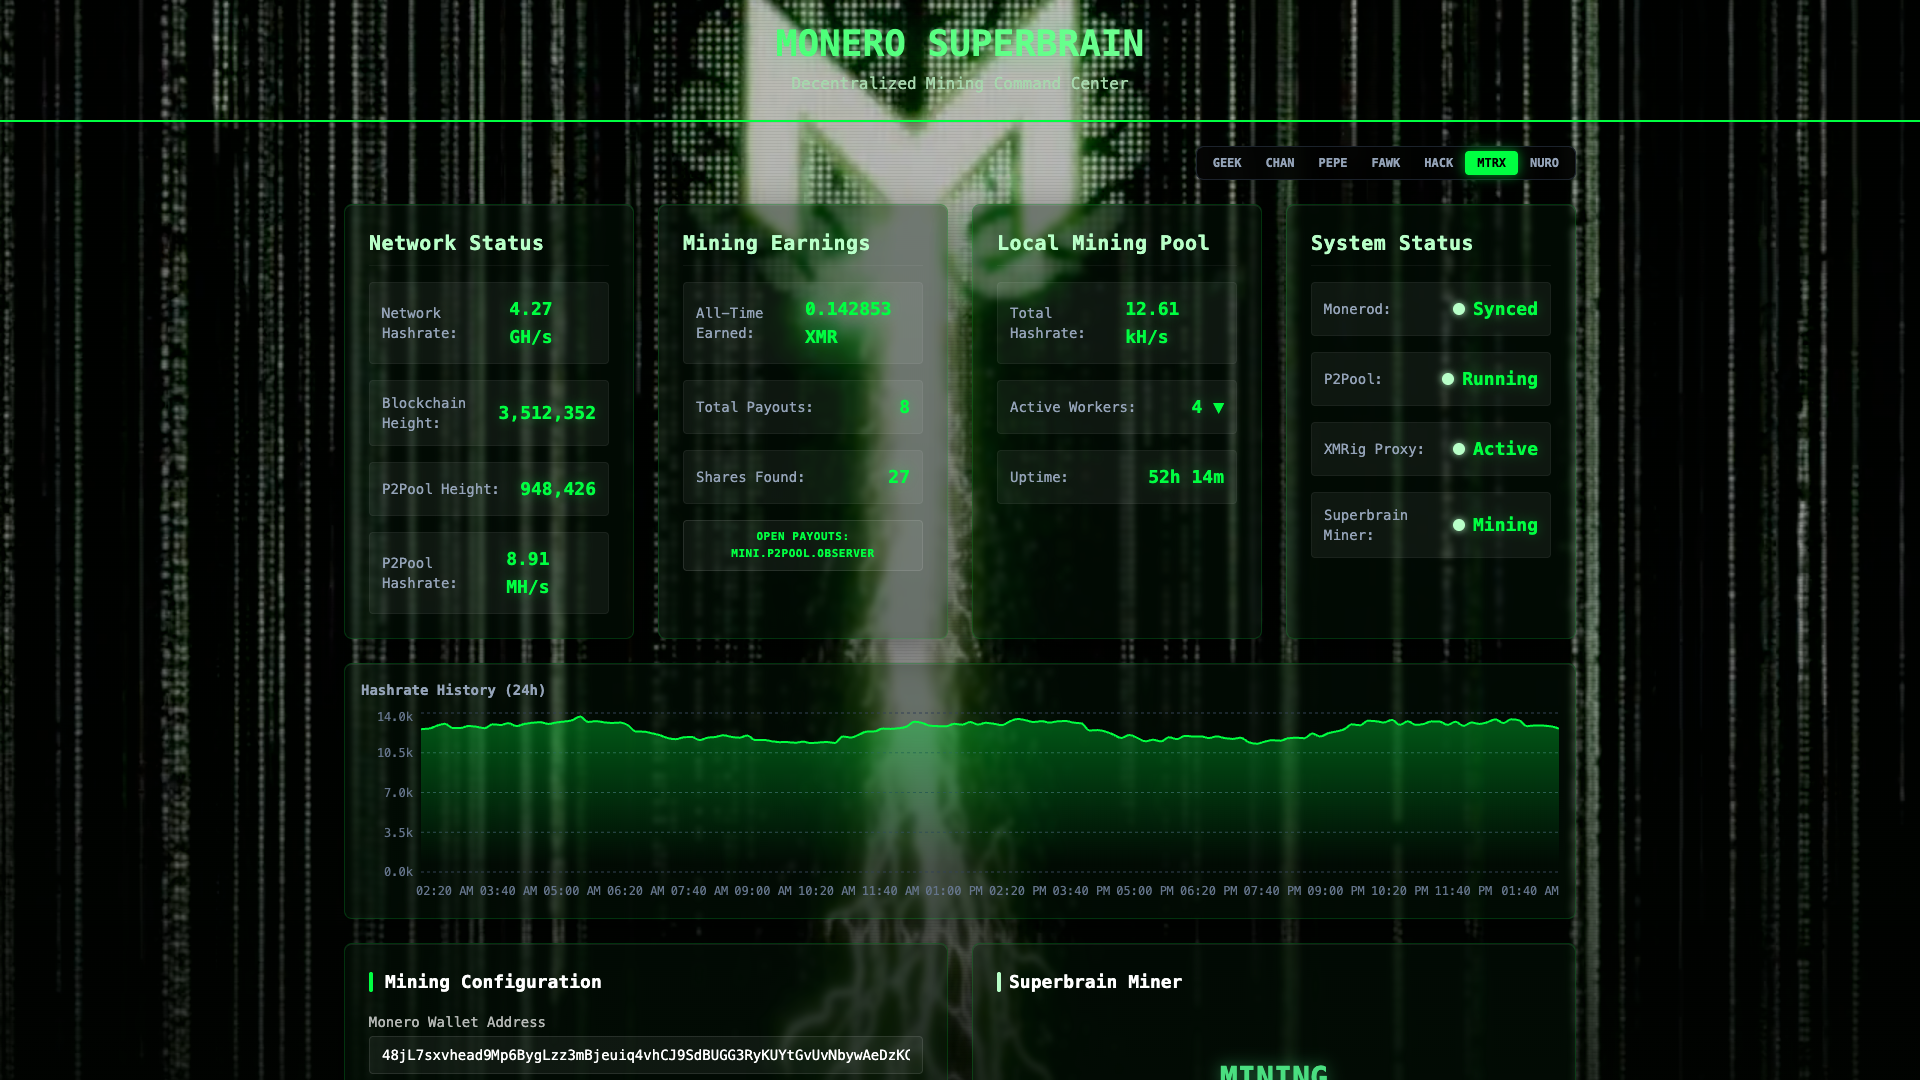 MONERO SUPERBRAIN
Decentralized Mining Command Center
GEEK CHAN PEPE FAWK HACK MTRX NURO
Network Status
Network
Hashrate:
4.27
GH/s
Blockchain
Height:
3,512,352
P2Pool Height: 948,426
P2Pool
Hashrate:
8.91
MH/s
Mining Earnings
All-Time
Earned:
0.142853
XMR
Total Payouts: 8
Shares Found: 27
OPEN PAYOUTS:
MINI.P2POOL.OBSERVER
Local Mining Pool
Total
Hashrate:
12.61
kH/s
Active Workers: 4 ▼
Uptime: 52h 14m
System Status
Monerod: Synced
P2Pool: Running
XMRig Proxy: Active
Superbrain
Miner:
Mining
Hashrate History (24h)
14.0k
10.5k
7.0k
3.5k
0.0k
02:20 AM 03:40 AM 05:00 AM 06:20 AM 07:40 AM 09:00 AM 10:20 AM 11:40 AM 01:00 PM 02:20 PM 03:40 PM 05:00 PM 06:20 PM 07:40 PM 09:00 PM 10:20 PM 11:40 PM 01:40 AM
Mining Configuration
Monero Wallet Address
48jL7sxvhead9Mp6BygLzz3mBjeuiq4vhCJ9SdBUGG3RyKUYtGvUvNbywAeDzKC
Superbrain Miner
MINING